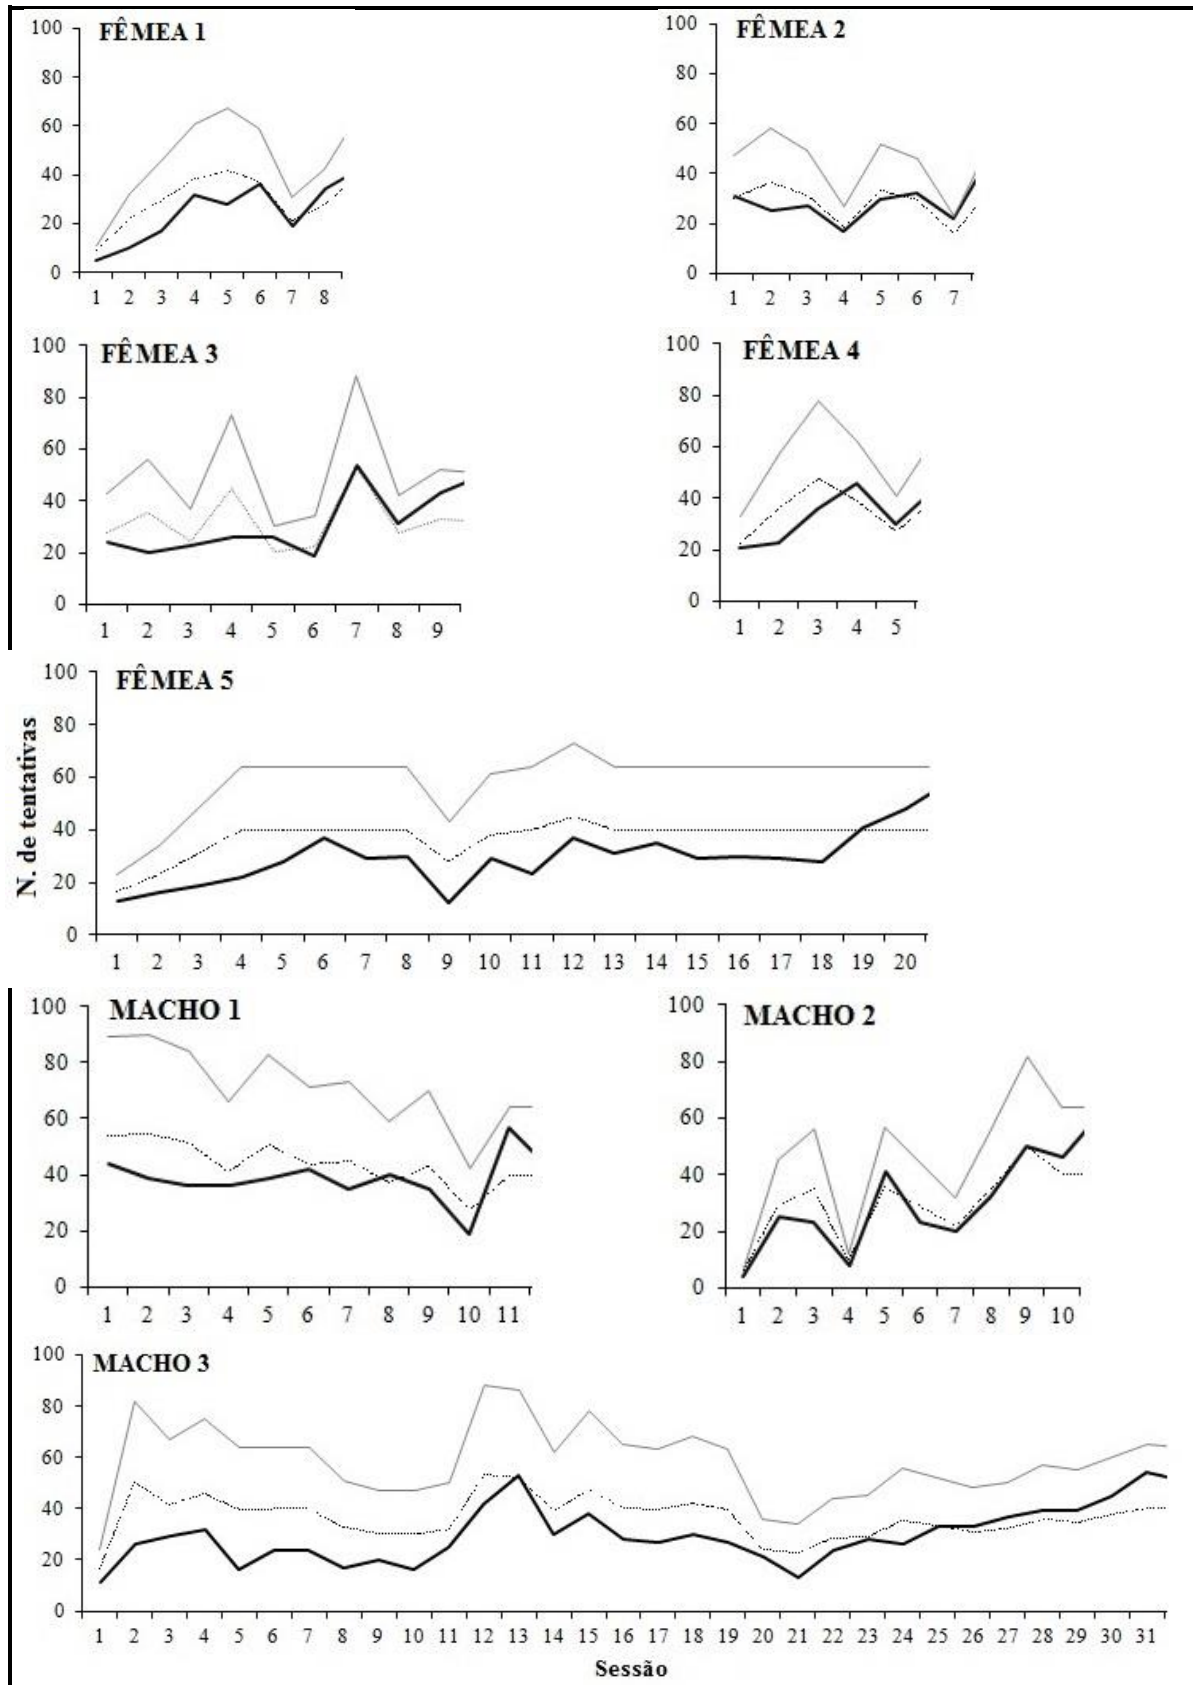 FÊMEA 1
100
80
60
40
20
0
1 2 3 4 5 6 7 8
FÊMEA 2
100
80
60
40
20
0
1 2 3 4 5 6 7
FÊMEA 3
100
80
60
40
20
0
1 2 3 4 5 6 7 8 9
FÊMEA 4
100
80
60
40
20
0
1 2 3 4 5
FÊMEA 5
N. de tentativas
100
80
60
40
20
0
1 2 3 4 5 6 7 8 9 10 11 12 13 14 15 16 17 18 19 20
MACHO 1
100
80
60
40
20
0
1 2 3 4 5 6 7 8 9 10 11
MACHO 2
100
80
60
40
20
0
1 2 3 4 5 6 7 8 9 10
MACHO 3
100
80
60
40
20
0
1 2 3 4 5 6 7 8 9 10 11 12 13 14 15 16 17 18 19 20 21 22 23 24 25 26 27 28 29 30 31
Sessão